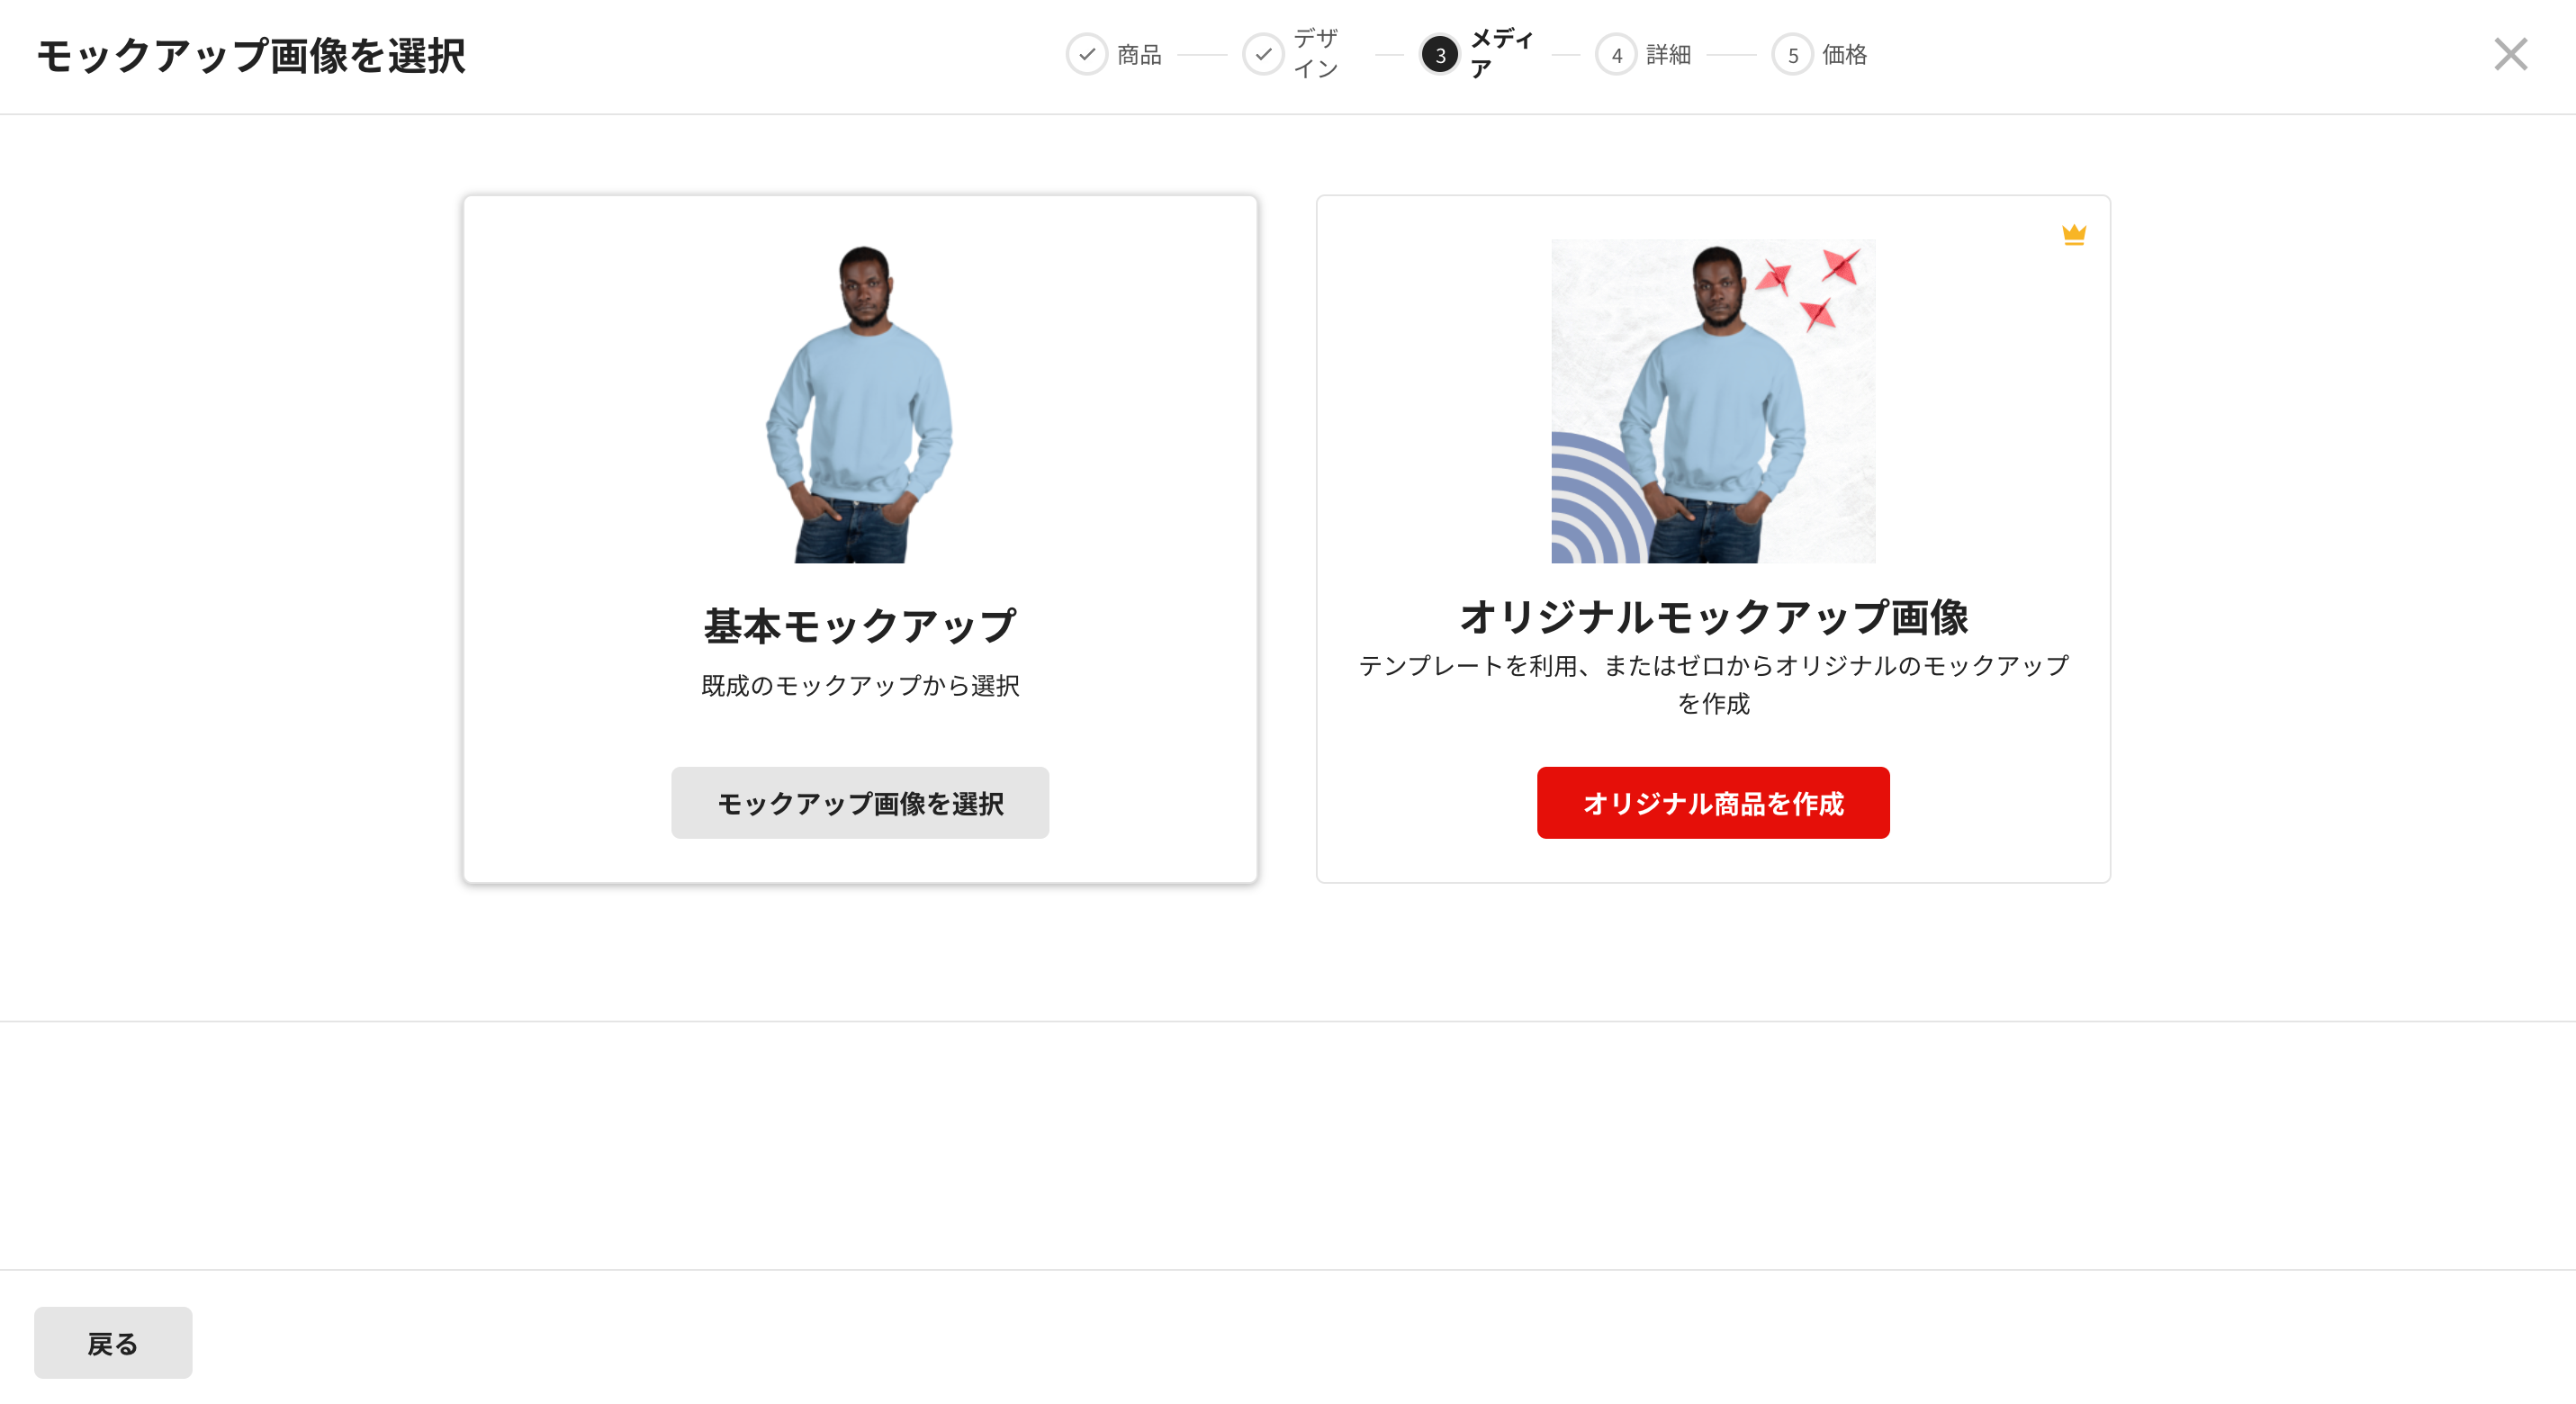 モックアップ画像を選択
商品
デザ
イン
3
メディ
ア
4
詳細
5
価格
基本モックアップ
既成のモックアップから選択
モックアップ画像を選択
オリジナルモックアップ画像
テンプレートを利用、またはゼロからオリジナルのモックアップ
を作成
オリジナル商品を作成
戻る